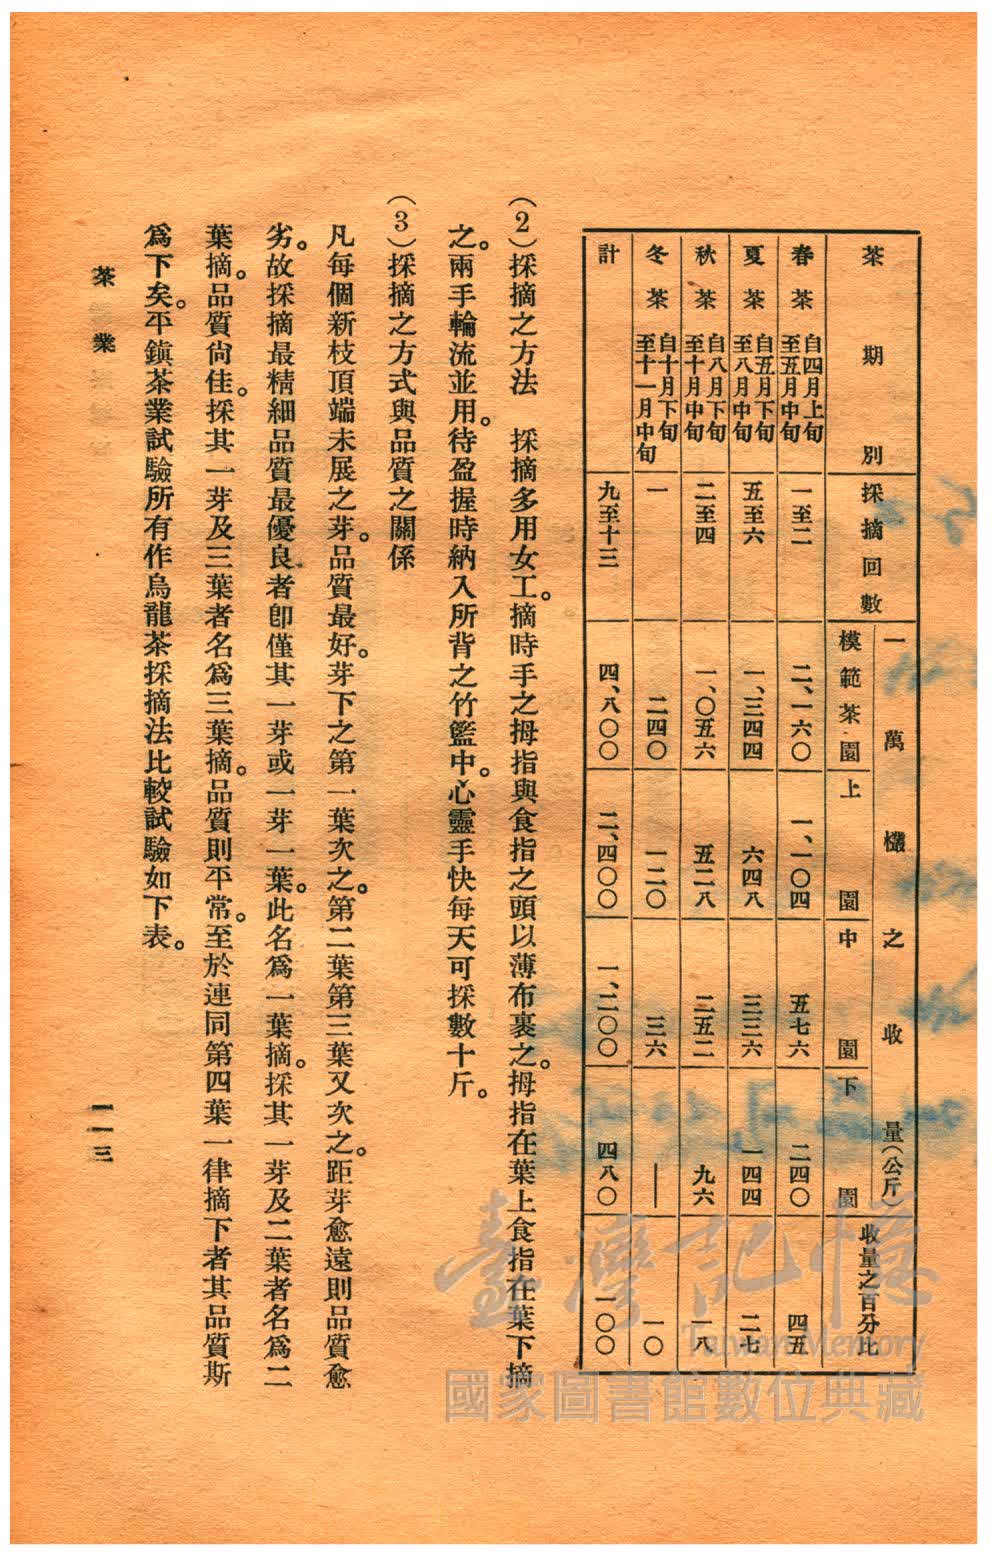 茶期別
採摘回數
一萬欉之收量(公斤)
模範茶園
上園
中園
下園
收量之百分比
春茶 自四月上旬至五月中旬 一至二 二、一六〇 一、一〇四 五七六 二四〇 四五
夏茶 自五月下旬至八月中旬 五至六 一、三四四 六四八 三三六 一四四 二七
秋茶 自八月下旬至十月中旬 二至四 一、〇五六 五二八 二五二 九六 一八
冬茶 自十月下旬至十一月中旬 一 二四〇 一二〇 三六 — 一〇
計 九至十三 四、八〇〇 二、四〇〇 一、二〇〇 四八〇 一〇〇
(2)採摘之方法 採摘多用女工。摘時手之拇指與食指之頭以薄布裹之。拇指在葉上食指在葉下摘
之。兩手輪流並用。待盈握時納入所背之竹籃中。心靈手快每天可採數十斤。
(3)採摘之方式與品質之關係
凡每個新枝頂端未展之芽。品質最好。芽下之第一葉次之。第二葉第三葉又次之。距芽愈遠則品質愈
劣。故採摘最精細品質最優良者卽僅其一芽或一芽一葉。此名爲一葉摘。採其一芽及二葉者名爲二
葉摘。品質尙佳。採其一芽及三葉者名爲三葉摘。品質則平常。至於連同第四葉一律摘下者其品質斯
爲下矣。平鎭茶業試驗所有作烏龍茶採摘法比較試驗如下表。
茶業
一一三
臺灣記憶
Taiwan Memory
國家圖書館數位典藏